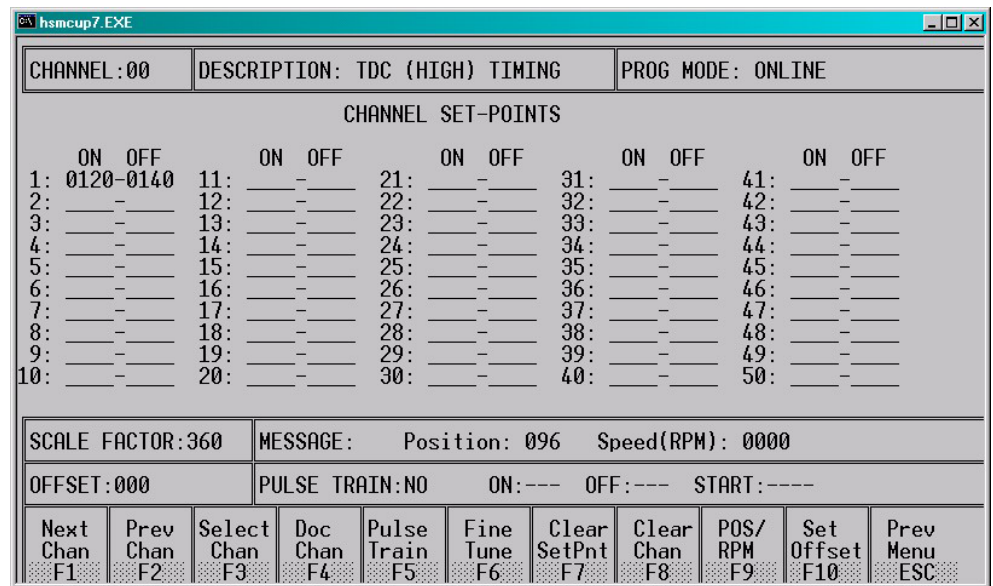 hsmcup7.EXE
CHANNEL:00 DESCRIPTION: TDC (HIGH) TIMING PROG MODE: ONLINE
CHANNEL SET-POINTS
ON OFF ON OFF ON OFF ON OFF ON OFF
1: 0120-0140 11: ____-____ 21: ____-____ 31: ____-____ 41: ____-____
2: ____-____ 12: ____-____ 22: ____-____ 32: ____-____ 42: ____-____
3: ____-____ 13: ____-____ 23: ____-____ 33: ____-____ 43: ____-____
4: ____-____ 14: ____-____ 24: ____-____ 34: ____-____ 44: ____-____
5: ____-____ 15: ____-____ 25: ____-____ 35: ____-____ 45: ____-____
6: ____-____ 16: ____-____ 26: ____-____ 36: ____-____ 46: ____-____
7: ____-____ 17: ____-____ 27: ____-____ 37: ____-____ 47: ____-____
8: ____-____ 18: ____-____ 28: ____-____ 38: ____-____ 48: ____-____
9: ____-____ 19: ____-____ 29: ____-____ 39: ____-____ 49: ____-____
10: ____-____ 20: ____-____ 30: ____-____ 40: ____-____ 50: ____-____
SCALE FACTOR:360 MESSAGE: Position: 096 Speed(RPM): 0000
OFFSET:000 PULSE TRAIN:NO ON:--- OFF:--- START:----
Next Prev Select Doc Pulse Fine Clear Clear POS/ Set Prev
Chan Chan Chan Chan Train Tune SetPnt Chan RPM Offset Menu
F1 F2 F3 F4 F5 F6 F7 F8 F9 F10 ESC